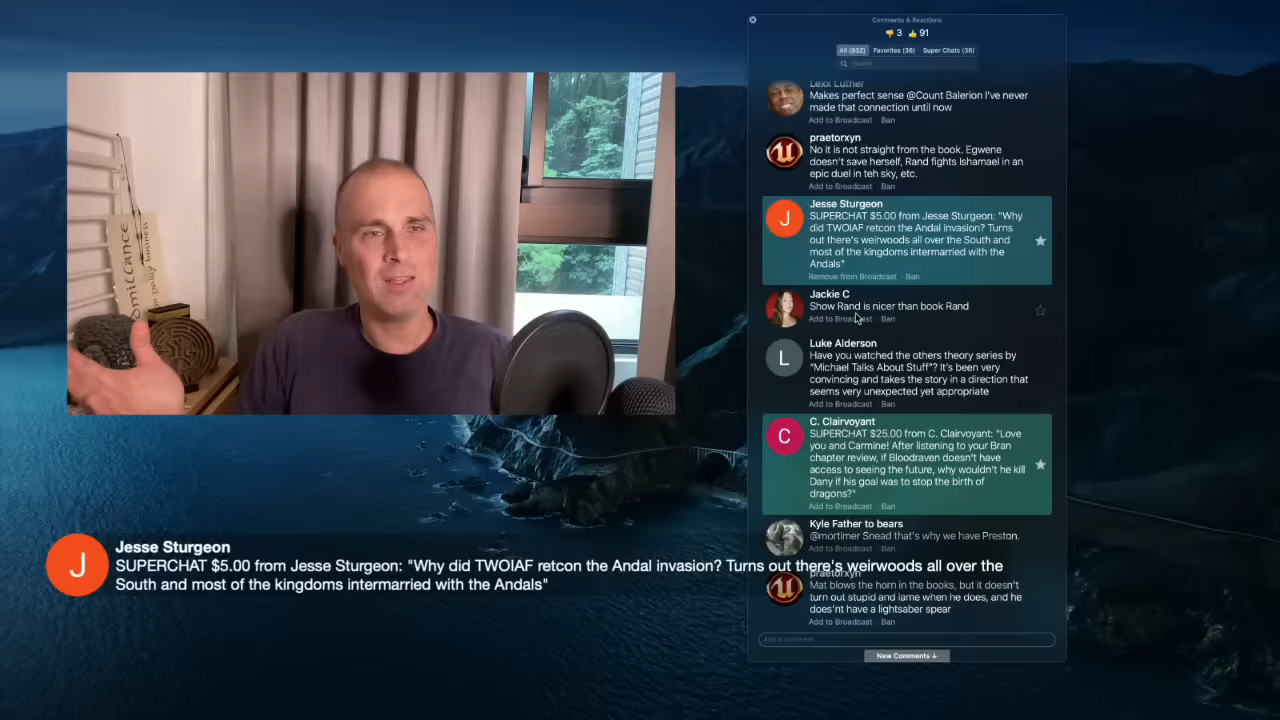 Comments & Reactions
3 91
All (932) Favorites (36) Super Chats (36)
Search
Lexx Luther
Makes perfect sense @Count Balerion I've never
made that connection until now
Add to Broadcast Ban
praetorxyn
No it is not straight from the book. Egwene
doesn't save herself, Rand fights Ishamael in an
epic duel in teh sky, etc.
Add to Broadcast Ban
J
Jesse Sturgeon
SUPERCHAT $5.00 from Jesse Sturgeon: "Why
did TWOIAF retcon the Andal invasion? Turns
out there's weirwoods all over the South and
most of the kingdoms intermarried with the
Andals"
Remove from Broadcast Ban
Jackie C
Show Rand is nicer than book Rand
Add to Broadcast Ban
L
Luke Alderson
Have you watched the others theory series by
"Michael Talks About Stuff"? It's been very
convincing and takes the story in a direction that
seems very unexpected yet appropriate
Add to Broadcast Ban
C
C. Clairvoyant
SUPERCHAT $25.00 from C. Clairvoyant: "Love
you and Carmine! After listening to your Bran
chapter review, if Bloodraven doesn't have
access to seeing the future, why wouldn't he kill
Dany if his goal was to stop the birth of
dragons?"
Add to Broadcast Ban
Kyle Father to bears
@mortimer Snead that's why we have Preston.
Add to Broadcast Ban
praetorxyn
Mat blows the horn in the books, but it doesn't
turn out stupid and lame when he does, and he
does'nt have a lightsaber spear
Add to Broadcast Ban
Add a comment
New Comments ↓
J
Jesse Sturgeon
SUPERCHAT $5.00 from Jesse Sturgeon: "Why did TWOIAF retcon the Andal invasion? Turns out there's weirwoods all over the
South and most of the kingdoms intermarried with the Andals"